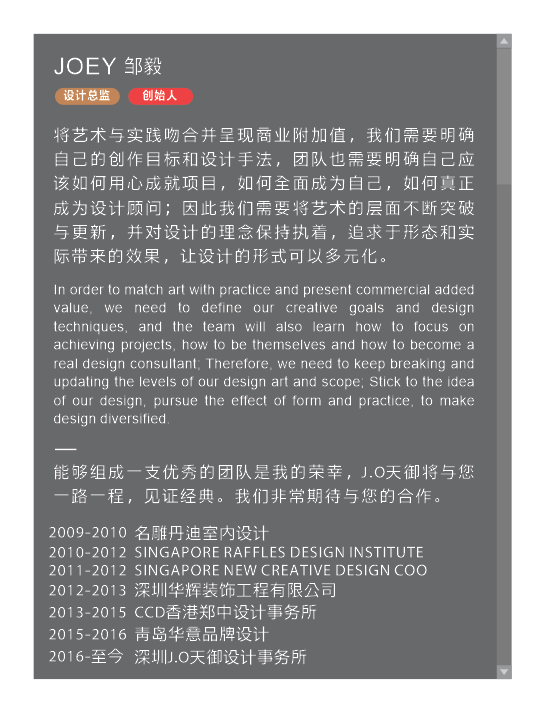 JOEY 邹毅
设计总监 创始人
将艺术与实践吻合并呈现商业附加值，我们需要明确
自己的创作目标和设计手法，团队也需要明确自己应
该如何用心成就项目，如何全面成为自己，如何真正
成为设计顾问；因此我们需要将艺术的层面不断突破
与更新，并对设计的理念保持执着，追求于形态和实
际带来的效果，让设计的形式可以多元化。
In order to match art with practice and present commercial added
value, we need to define our creative goals and design
techniques, and the team will also learn how to focus on
achieving projects, how to be themselves and how to become a
real design consultant; Therefore, we need to keep breaking and
updating the levels of our design art and scope; Stick to the idea
of our design, pursue the effect of form and practice, to make
design diversified.
能够组成一支优秀的团队是我的荣幸，J.O天御将与您
一路一程，见证经典。我们非常期待与您的合作。
2009-2010 名雕丹迪室内设计
2010-2012 SINGAPORE RAFFLES DESIGN INSTITUTE
2011-2012 SINGAPORE NEW CREATIVE DESIGN COO
2012-2013 深圳华辉装饰工程有限公司
2013-2015 CCD香港郑中设计事务所
2015-2016 青岛华意品牌设计
2016-至今 深圳J.O天御设计事务所